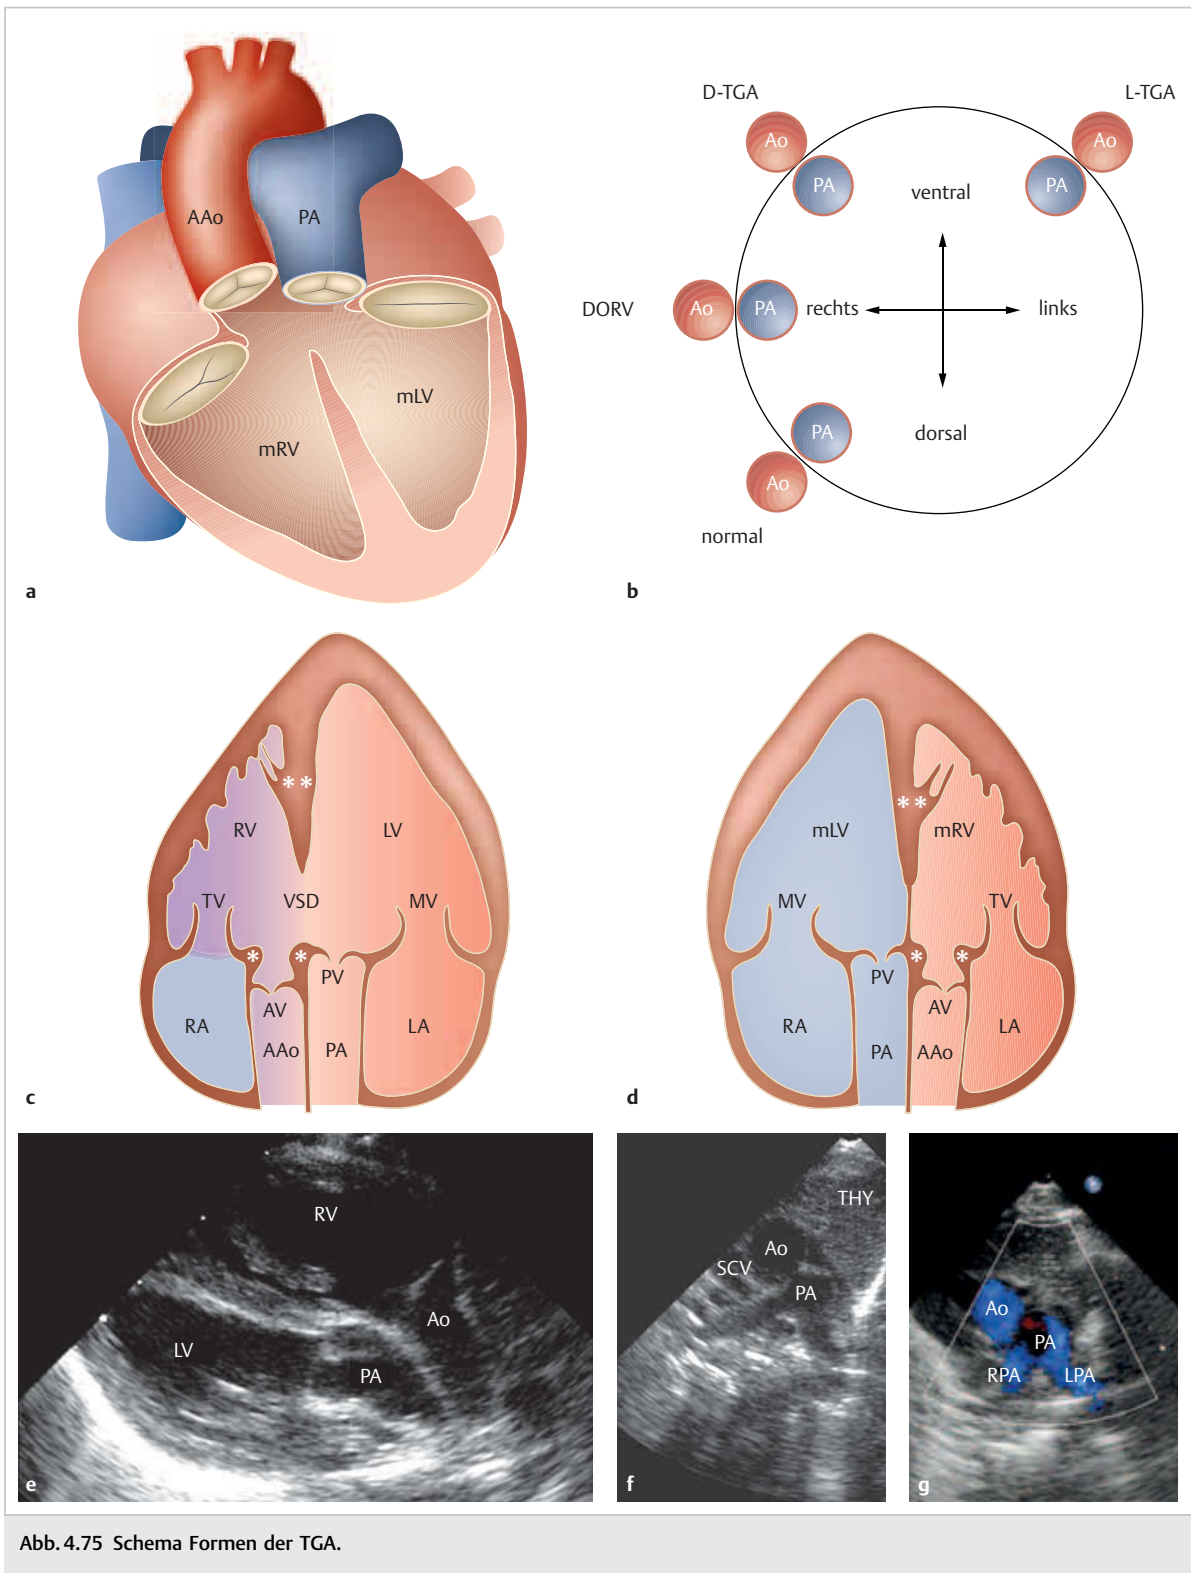 AAo
PA
mLV
mRV
a
D-TGA
L-TGA
Ao
PA
Ao
PA
ventral
DORV
Ao
PA
rechts
links
PA
dorsal
Ao
normal
b
**
RV
LV
TV
VSD
MV
*
*
PV
AV
RA
LA
AAo
PA
c
**
mLV
mRV
MV
TV
*
*
PV
AV
RA
LA
PA
AAo
d
RV
Ao
LV
PA
e
THY
Ao
SCV
PA
f
Ao
PA
RPA
LPA
g
Abb. 4.75 Schema Formen der TGA.